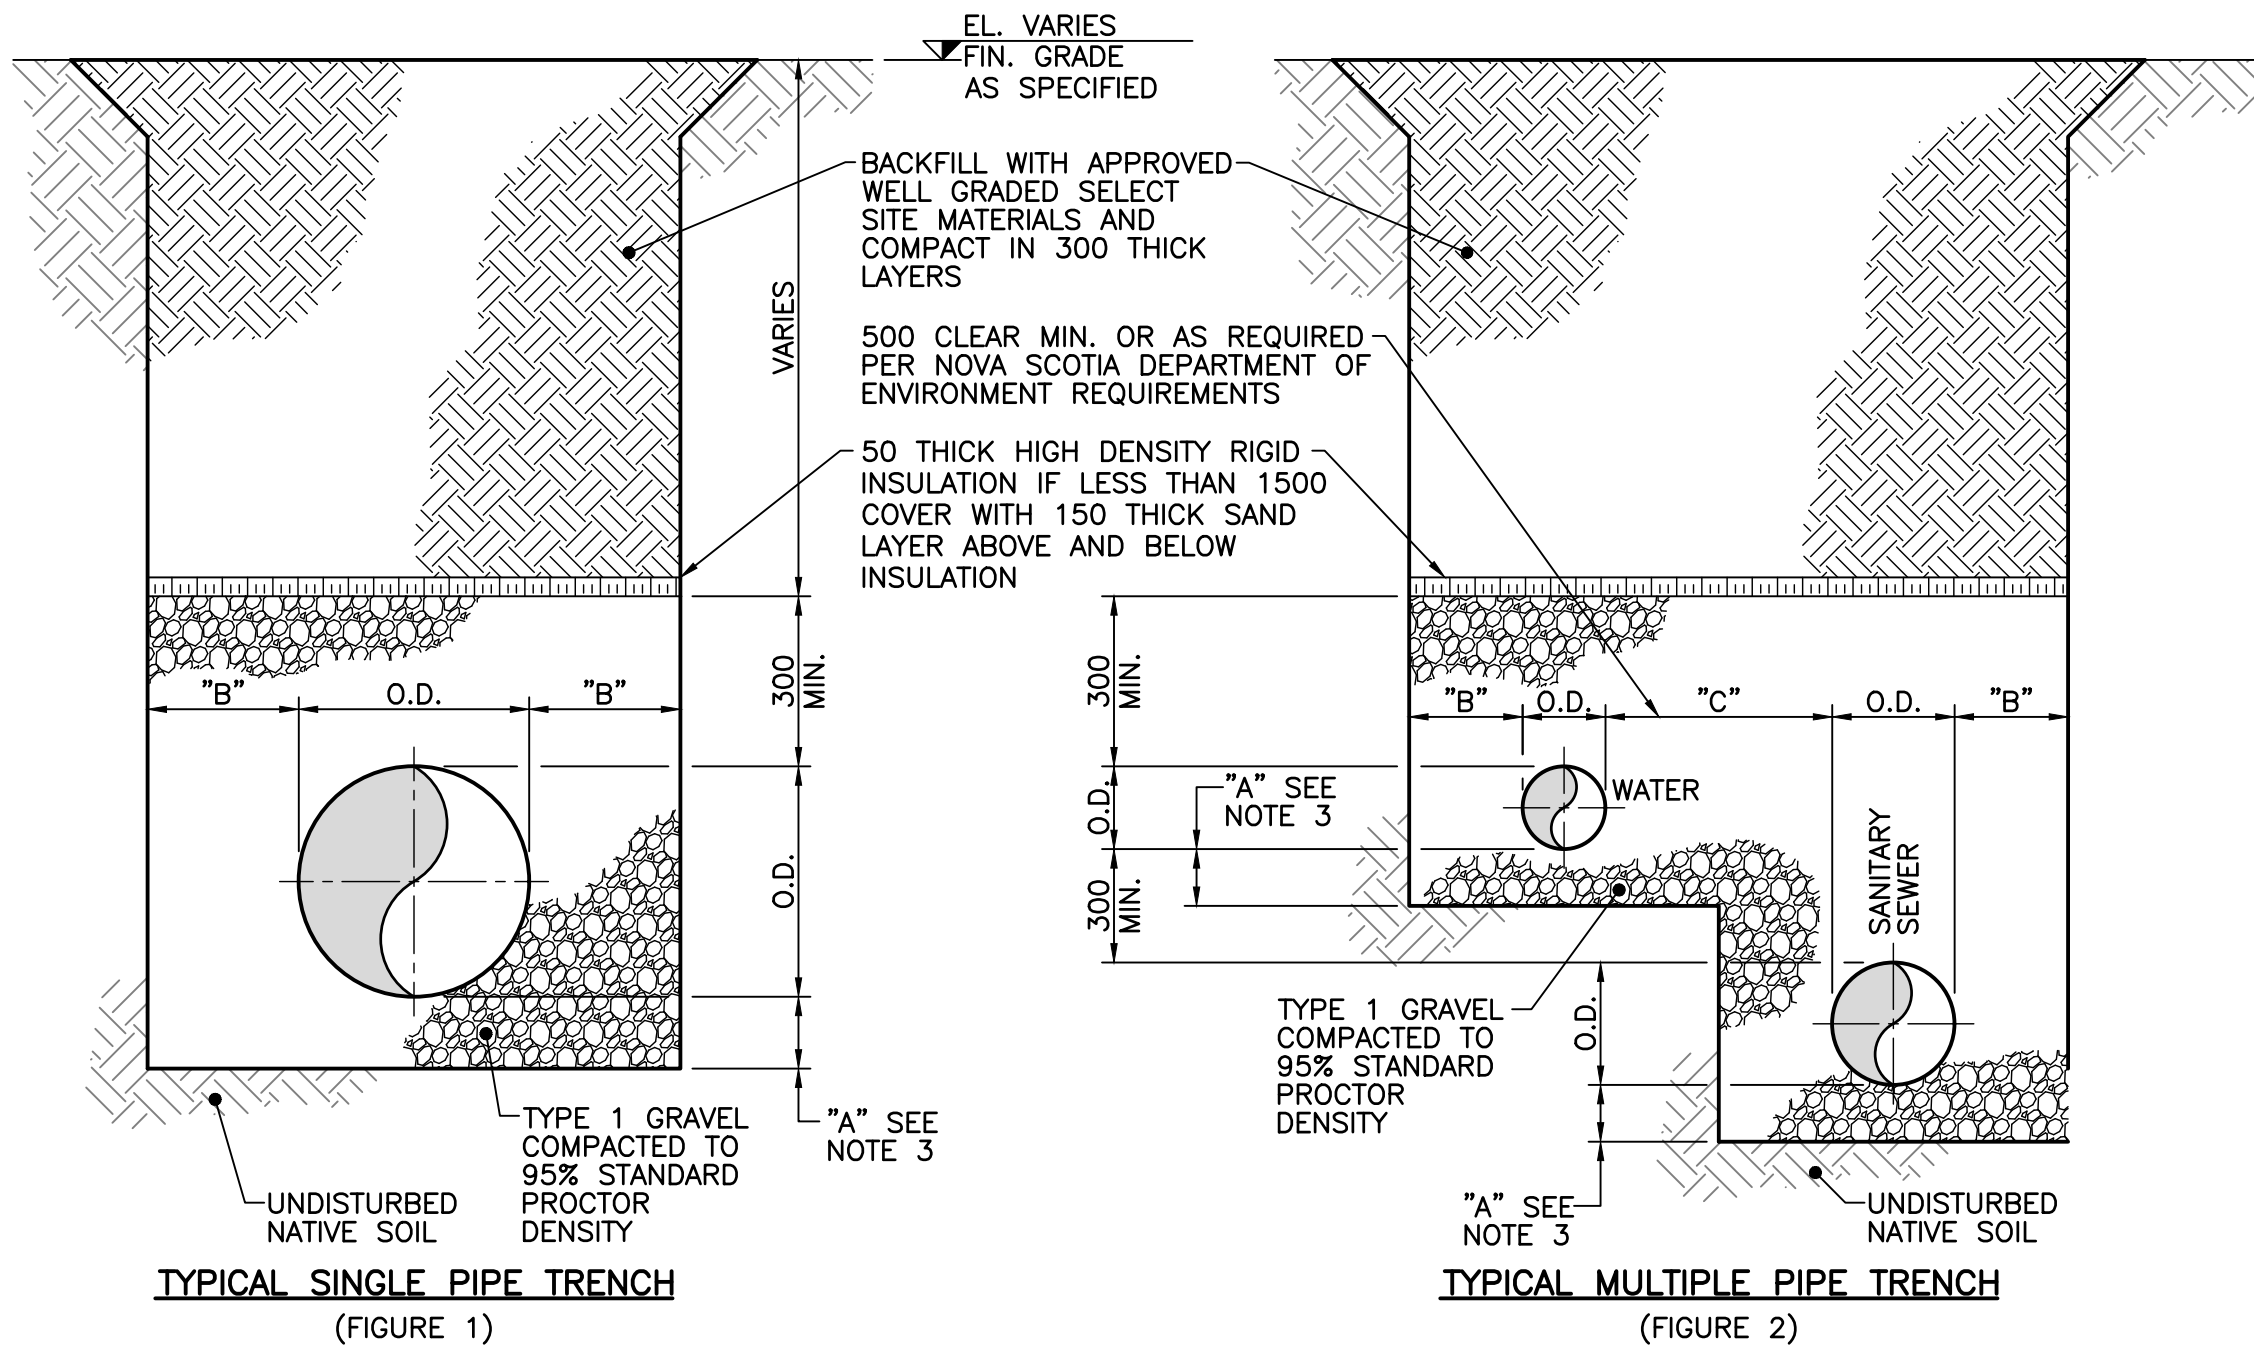 EL. VARIES
FIN. GRADE
AS SPECIFIED
BACKFILL WITH APPROVED
WELL GRADED SELECT
SITE MATERIALS AND
COMPACT IN 300 THICK
LAYERS
500 CLEAR MIN. OR AS REQUIRED
PER NOVA SCOTIA DEPARTMENT OF
ENVIRONMENT REQUIREMENTS
50 THICK HIGH DENSITY RIGID
INSULATION IF LESS THAN 1500
COVER WITH 150 THICK SAND
LAYER ABOVE AND BELOW
INSULATION
VARIES
"B"
O.D.
"B"
300
MIN.
O.D.
"A" SEE
NOTE 3
TYPE 1 GRAVEL
COMPACTED TO
95% STANDARD
PROCTOR
DENSITY
UNDISTURBED
NATIVE SOIL
TYPICAL SINGLE PIPE TRENCH
(FIGURE 1)
300
MIN.
O.D.
300
MIN.
"A" SEE
NOTE 3
"B"
O.D.
"C"
O.D.
"B"
WATER
SANITARY
SEWER
TYPE 1 GRAVEL
COMPACTED TO
95% STANDARD
PROCTOR
DENSITY
O.D.
"A" SEE
NOTE 3
UNDISTURBED
NATIVE SOIL
TYPICAL MULTIPLE PIPE TRENCH
(FIGURE 2)